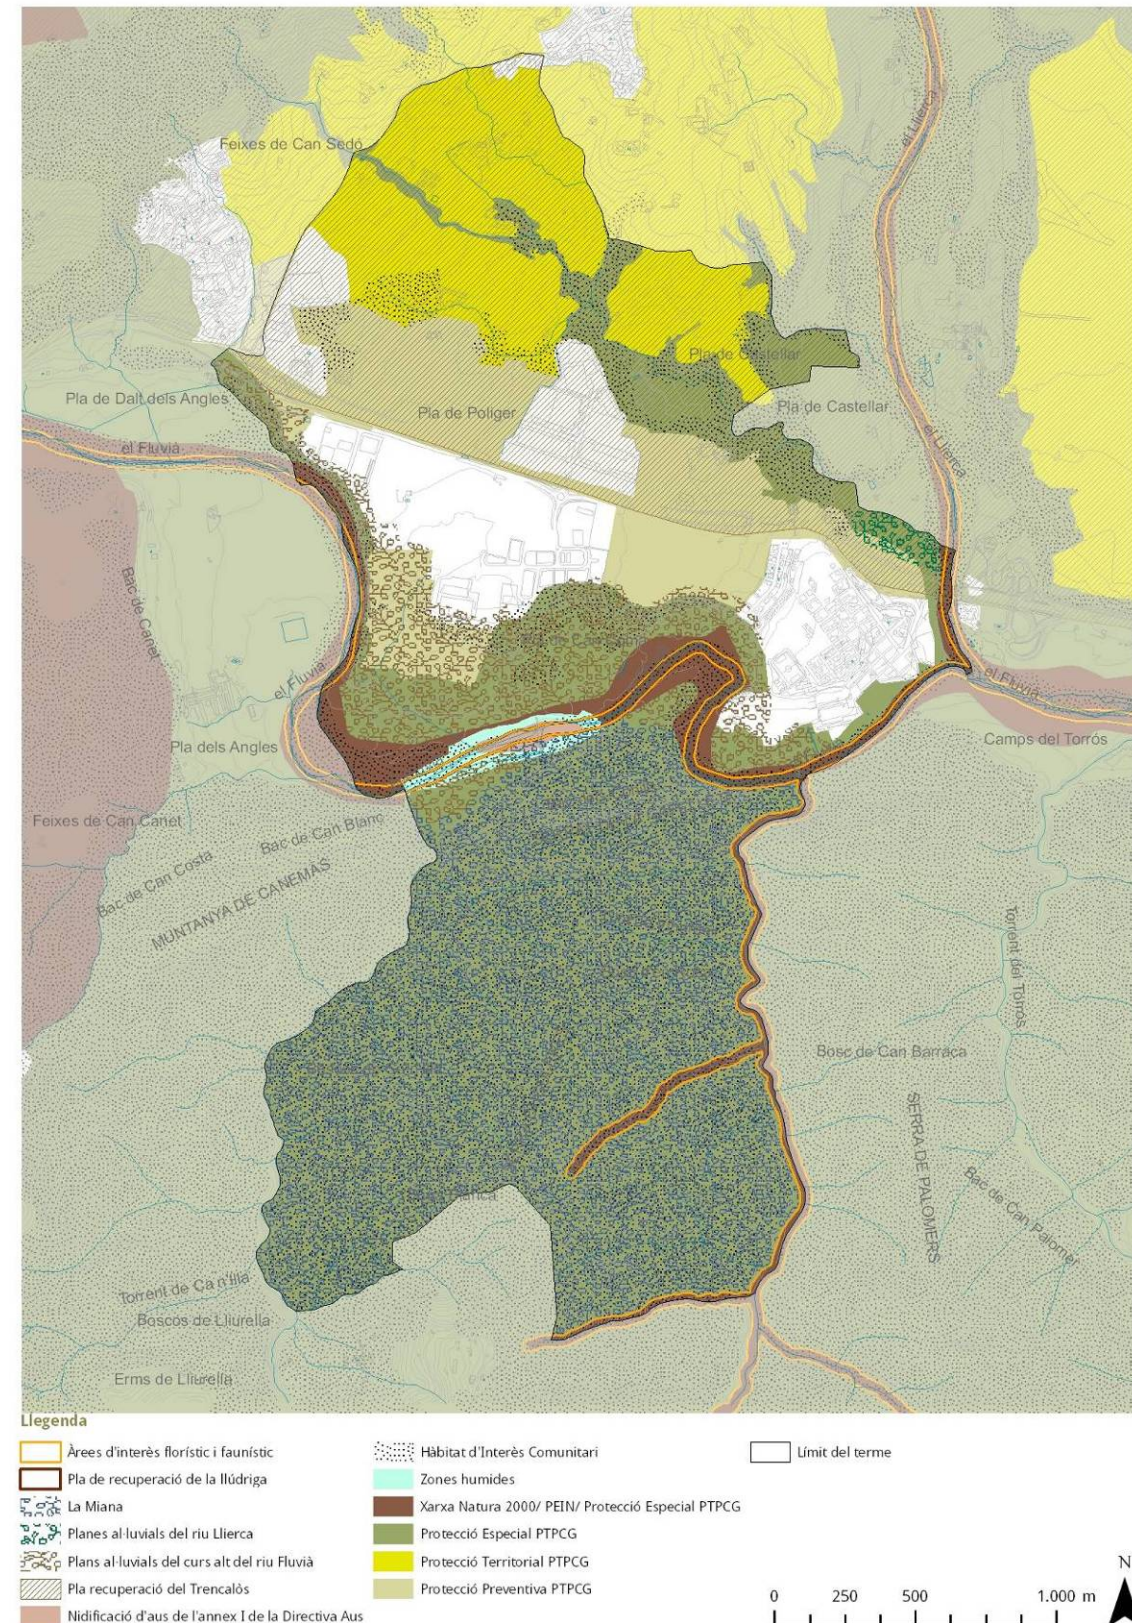 Feixes de Can Sedó
el Llierca
Pla de Castellar
Pla de Dalt dels Angles
Pla de Poliger
Pla de Castellar
el Fluvià
el Llierca
Bac de Canet
el Fluvià
el Fluvià
Pla dels Angles
Camps del Torrós
Feixes de Can Canet
Bac de Can Blanc
Bac de Can Costa
MUNTANYA DE CANEMÀS
Torrent del Torrós
Bosc de Can Barraca
SERRA DE PALOMERS
Bac de Can Palomer
Torrent de Ca n'Illa
Boscos de Lliurella
Erms de Lliurella
Llegenda
Àrees d'interès florístic i faunístic
Pla de recuperació de la llúdriga
La Miana
Planes al·luvials del riu Llierca
Plans al·luvials del curs alt del riu Fluvià
Pla recuperació del Trencalòs
Nidificació d'aus de l'annex I de la Directiva Aus
Hàbitat d'Interès Comunitari
Zones humides
Xarxa Natura 2000/ PEIN/ Protecció Especial PTPCG
Protecció Especial PTPCG
Protecció Territorial PTPCG
Protecció Preventiva PTPCG
Límit del terme
N
0 250 500 1.000 m